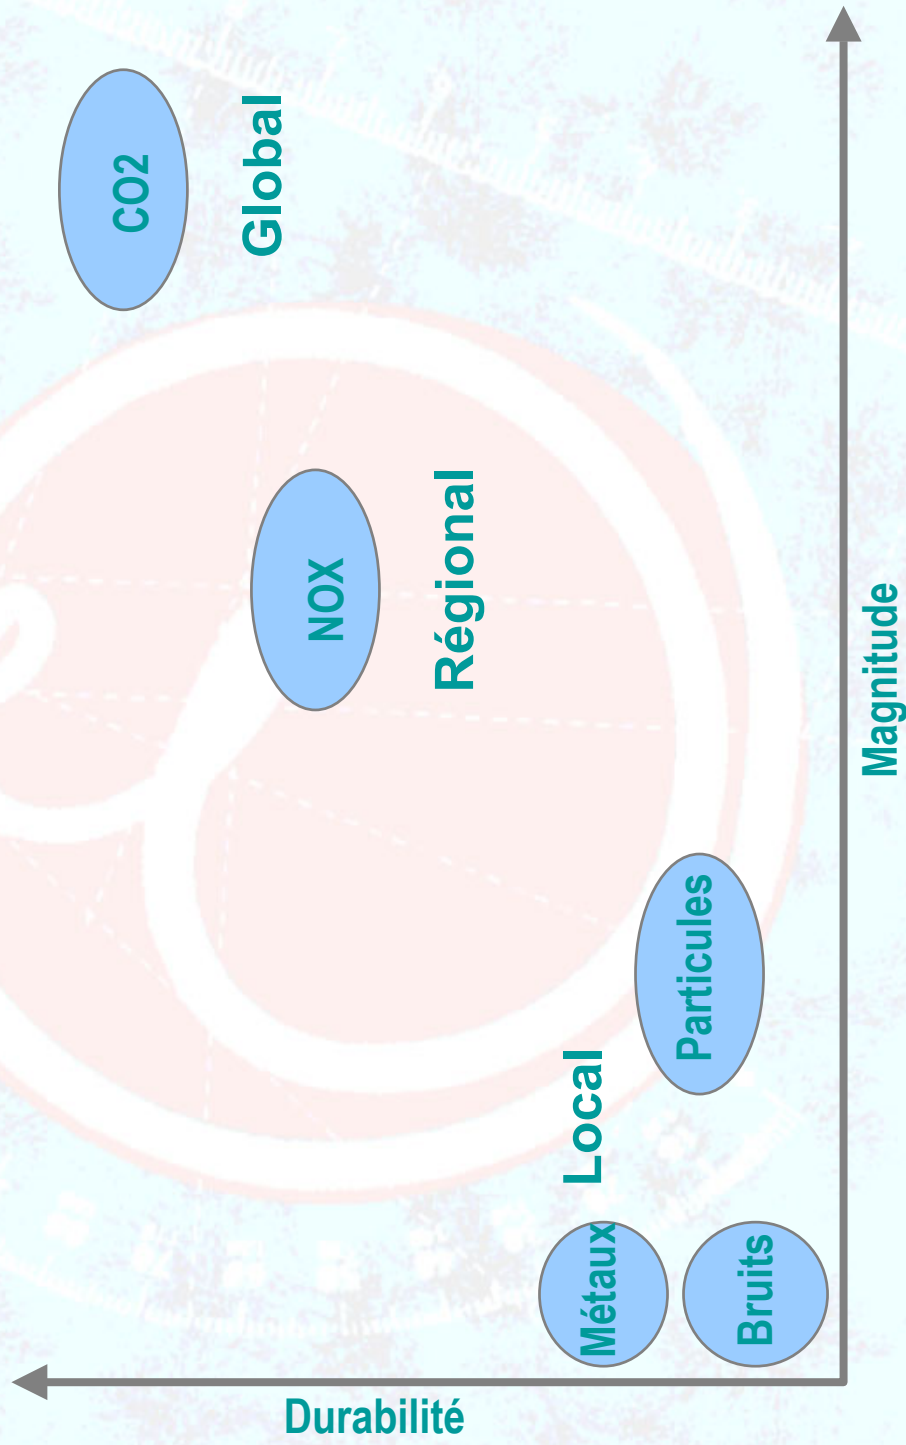 CO2
Global
NOX
Régional
Particules
Local
Métaux
Bruits
Magnitude
Durabilité